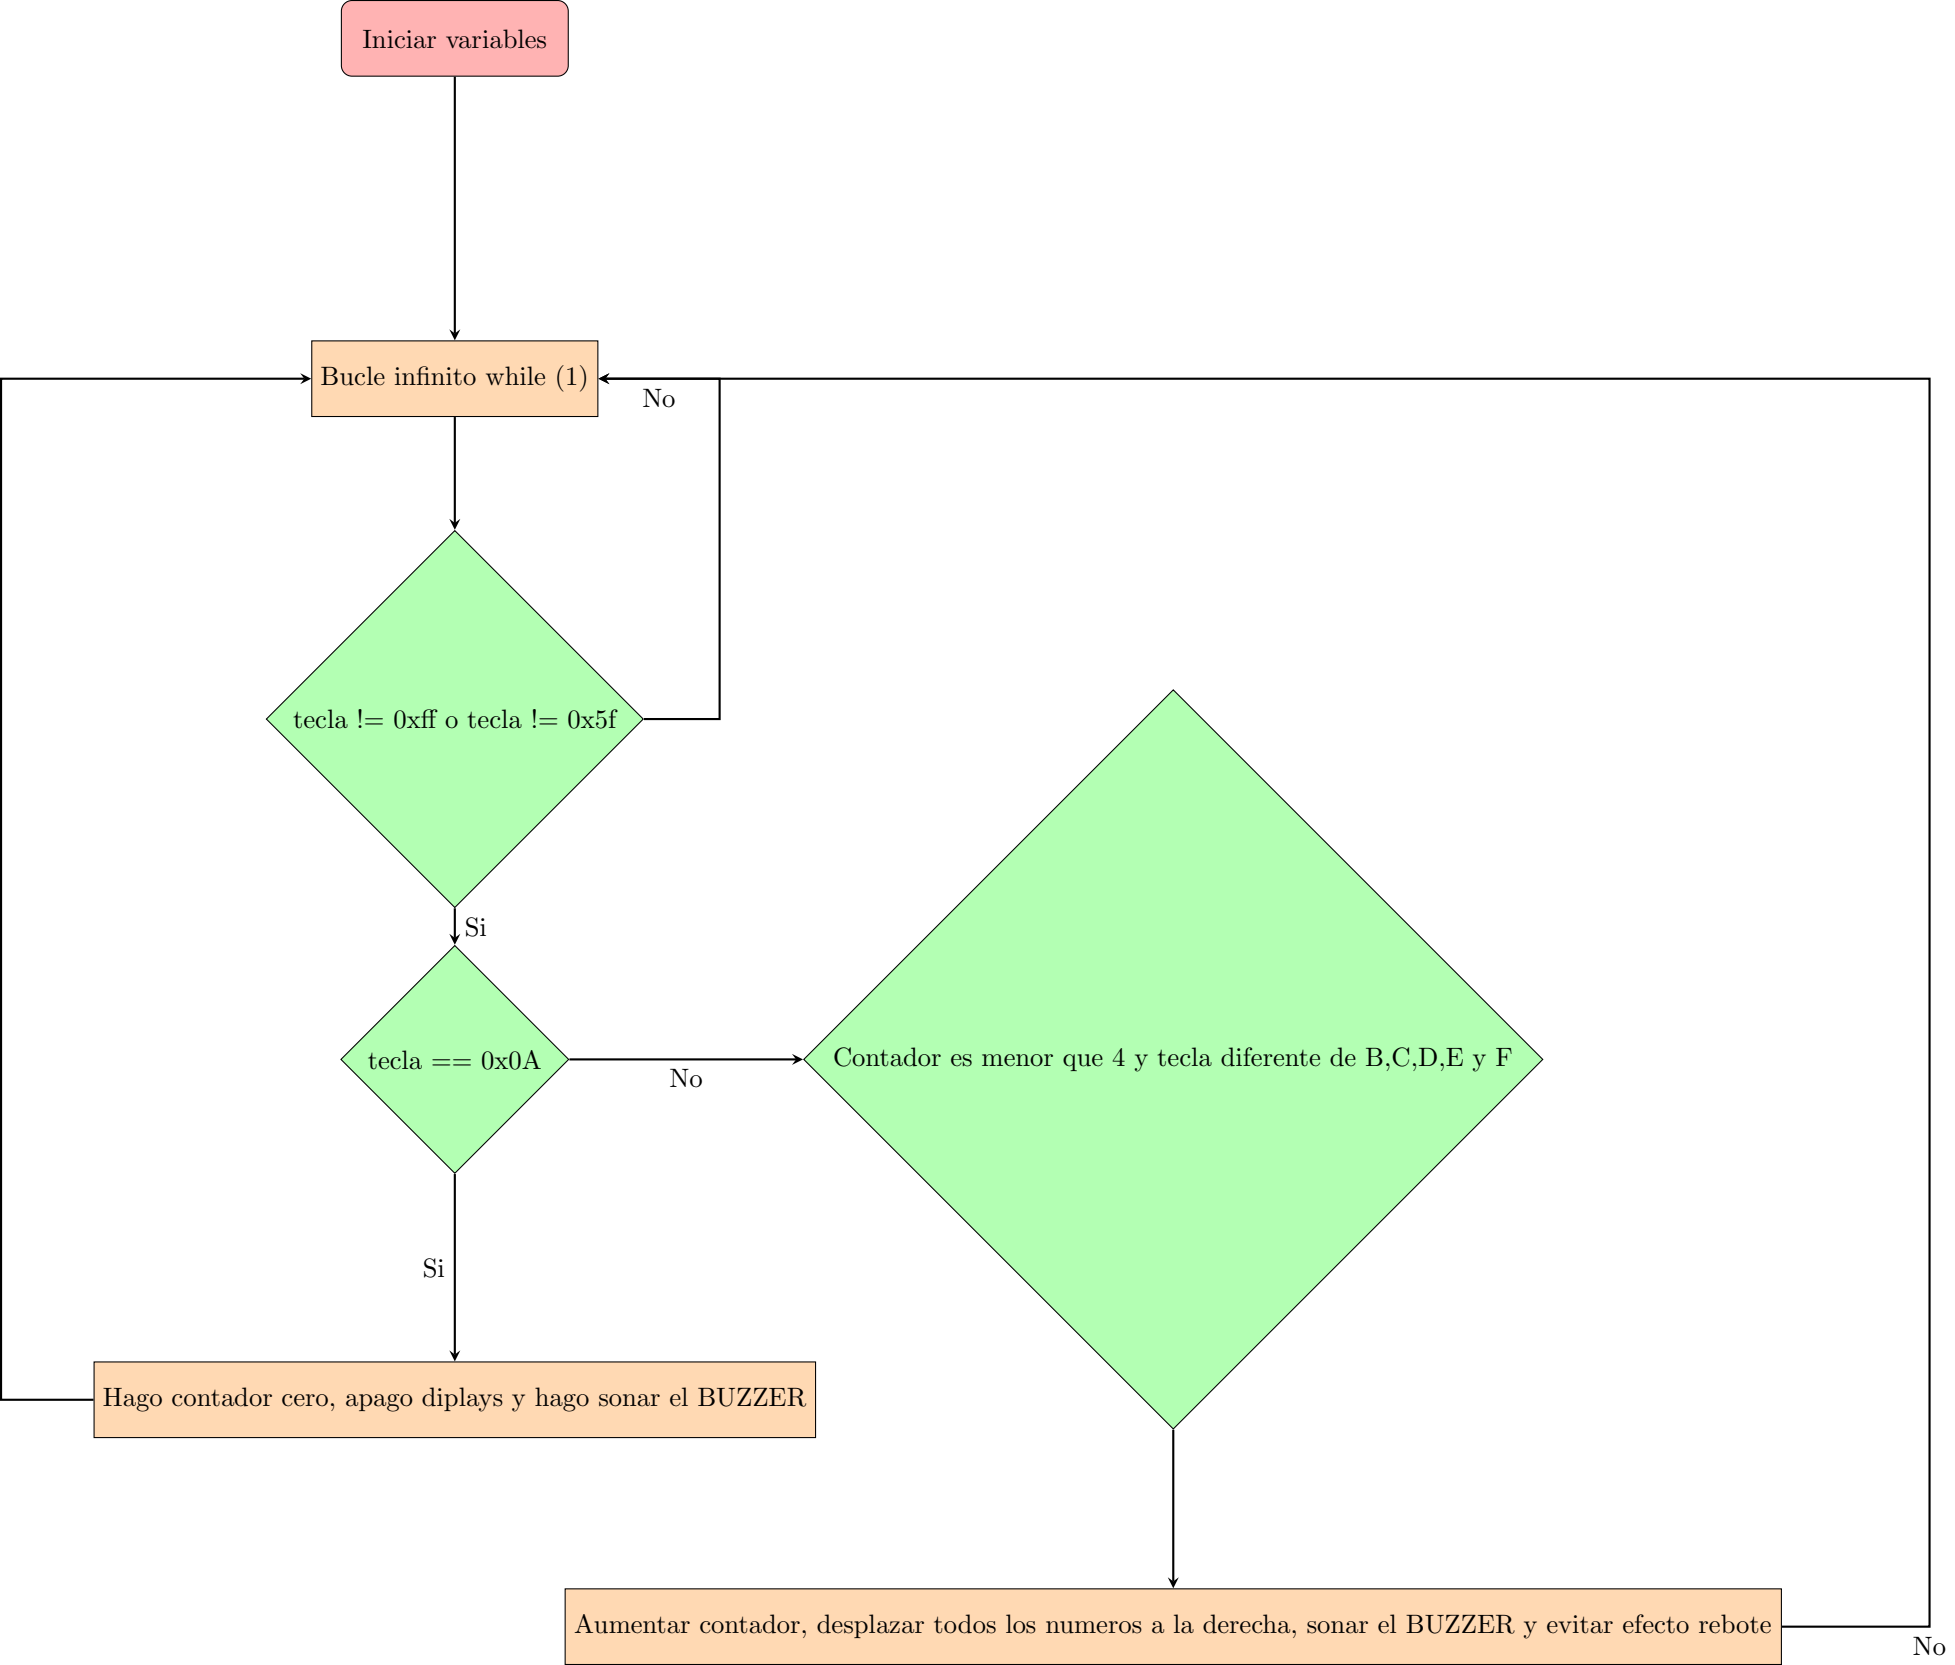 Iniciar variables
Bucle infinito while (1)
No
tecla != 0xff o tecla != 0x5f
Si
tecla == 0x0A
No
Contador es menor que 4 y tecla diferente de B,C,D,E y F
Si
Hago contador cero, apago diplays y hago sonar el BUZZER
Aumentar contador, desplazar todos los numeros a la derecha, sonar el BUZZER y evitar efecto rebote
No